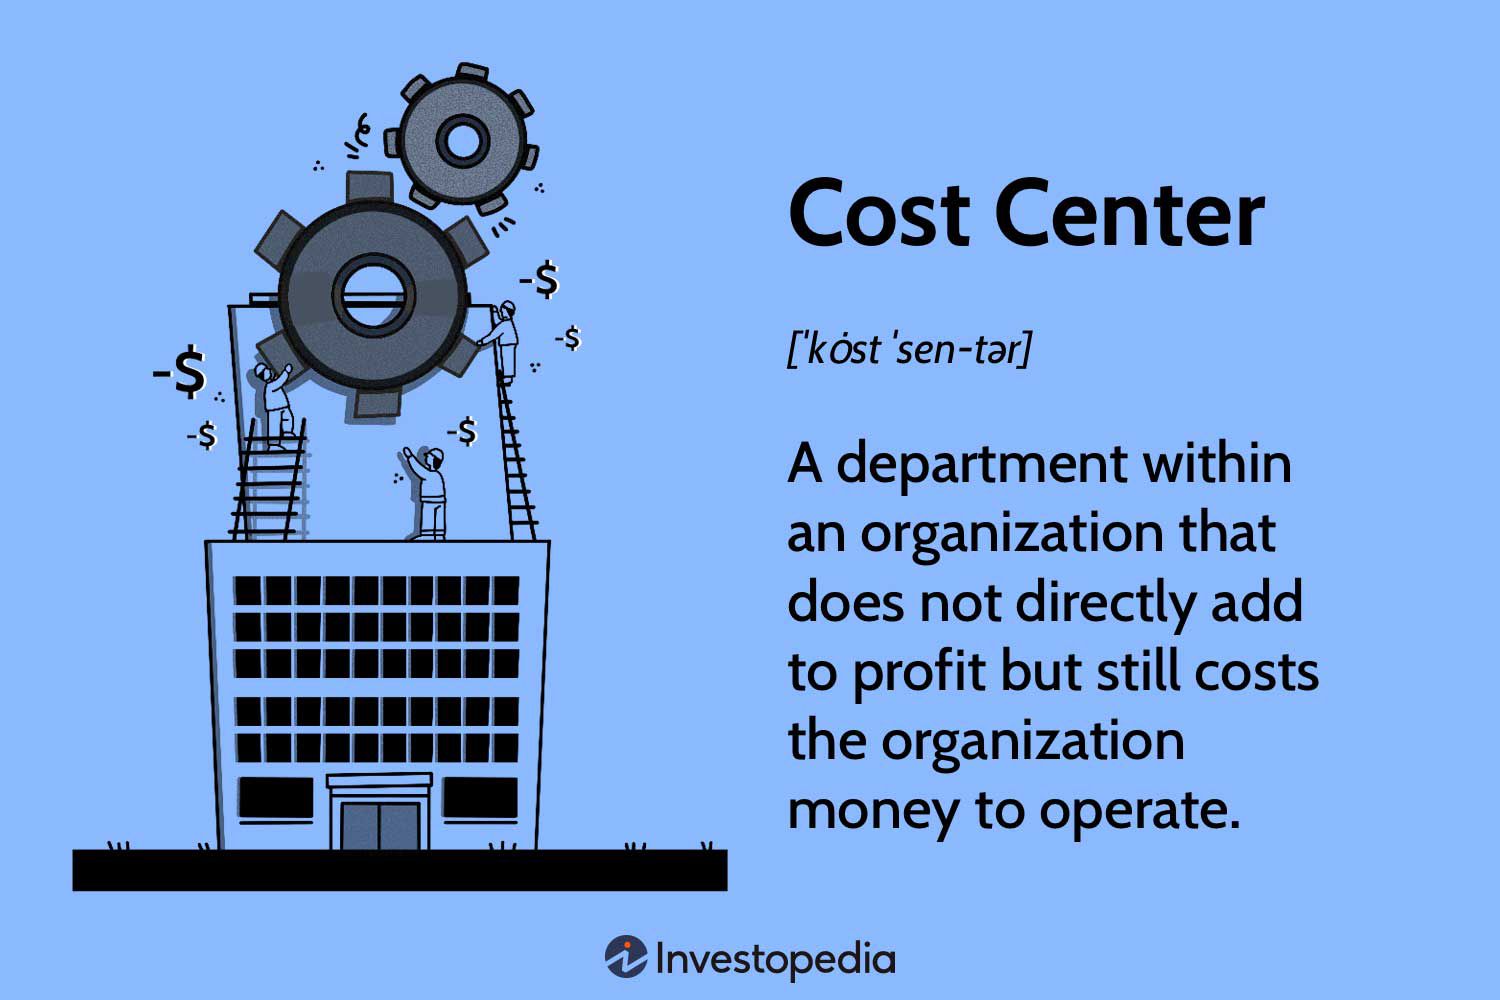 Cost Center
[ˈkȯst ˈsen-tər]
A department within
an organization that
does not directly add
to profit but still costs
the organization
money to operate.
-$
-$
-$
-$
-$
Investopedia